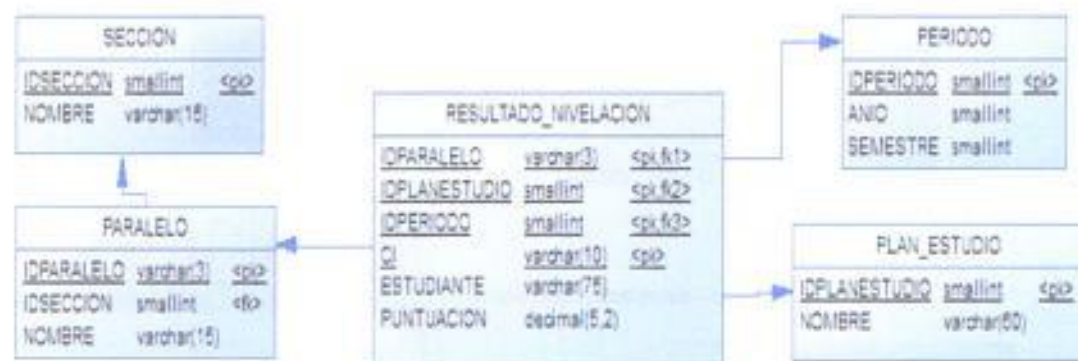 SECCION
IDSECCION smallint <pk>
NOMBRE varchar(15)
PARALELO
IDPARALELO varchar(3) <pk>
IDSECCION smallint <fk>
NOMBRE varchar(15)
RESULTADO_NIVELACION
IDPARALELO varchar(3) <pk,fk1>
IDPLANESTUDIO smallint <pk,fk2>
IDPERIODO smallint <pk,fk3>
CI varchar(10) <pk>
ESTUDIANTE varchar(75)
PUNTUACION decimal(5,2)
PERIODO
IDPERIODO smallint <pk>
ANIO smallint
SEMESTRE smallint
PLAN_ESTUDIO
IDPLANESTUDIO smallint <pk>
NOMBRE varchar(50)